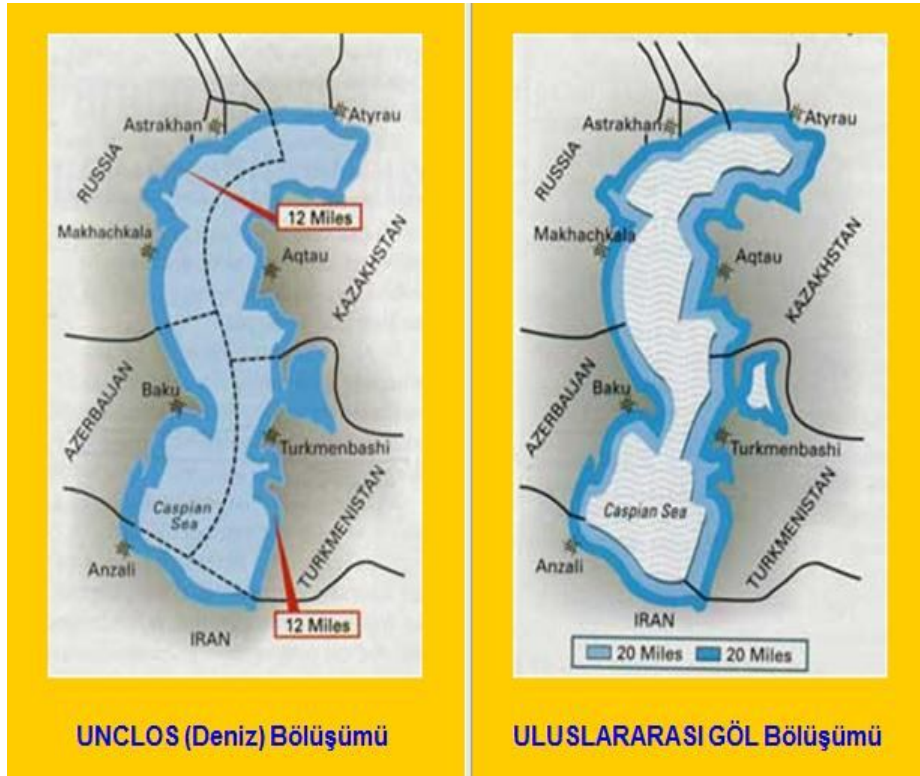 Astrakhan
Atyrau
RUSSIA
12 Miles
Makhachkala
Aqtau
KAZAKHSTAN
AZERBAIJAN
Baku
Turkmenbashi
Caspian
Sea
TURKMENISTAN
Anzali
12 Miles
IRAN
UNCLOS (Deniz) Bölüşümü
Astrakhan
Atyrau
RUSSIA
Makhachkala
Aqtau
KAZAKHSTAN
AZERBAIJAN
Baku
Turkmenbashi
Caspian Sea
TURKMENISTAN
Anzali
IRAN
20 Miles 20 Miles
ULUSLARARASI GÖL Bölüşümü